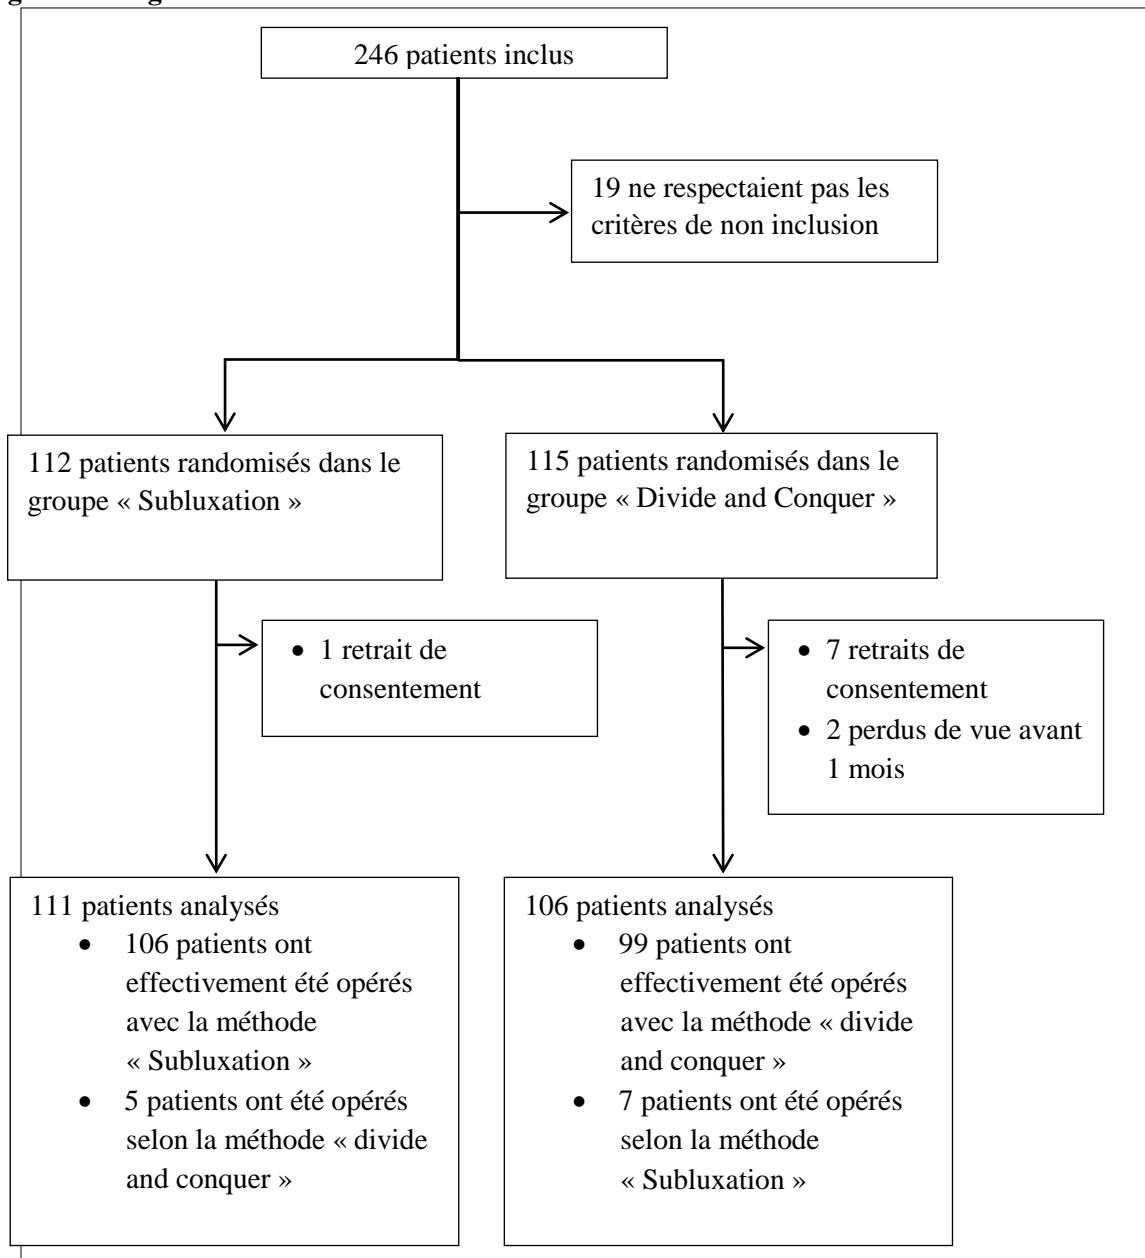 246 patients inclus
19 ne respectaient pas les
critères de non inclusion
112 patients randomisés dans le
groupe « Subluxation »
115 patients randomisés dans le
groupe « Divide and Conquer »
• 1 retrait de
consentement
• 7 retraits de
consentement
• 2 perdus de vue avant
1 mois
111 patients analysés
• 106 patients ont
effectivement été opérés
avec la méthode
« Subluxation »
• 5 patients ont été opérés
selon la méthode « divide
and conquer »
106 patients analysés
• 99 patients ont
effectivement été opérés
avec la méthode « divide
and conquer »
• 7 patients ont été opérés
selon la méthode
« Subluxation »